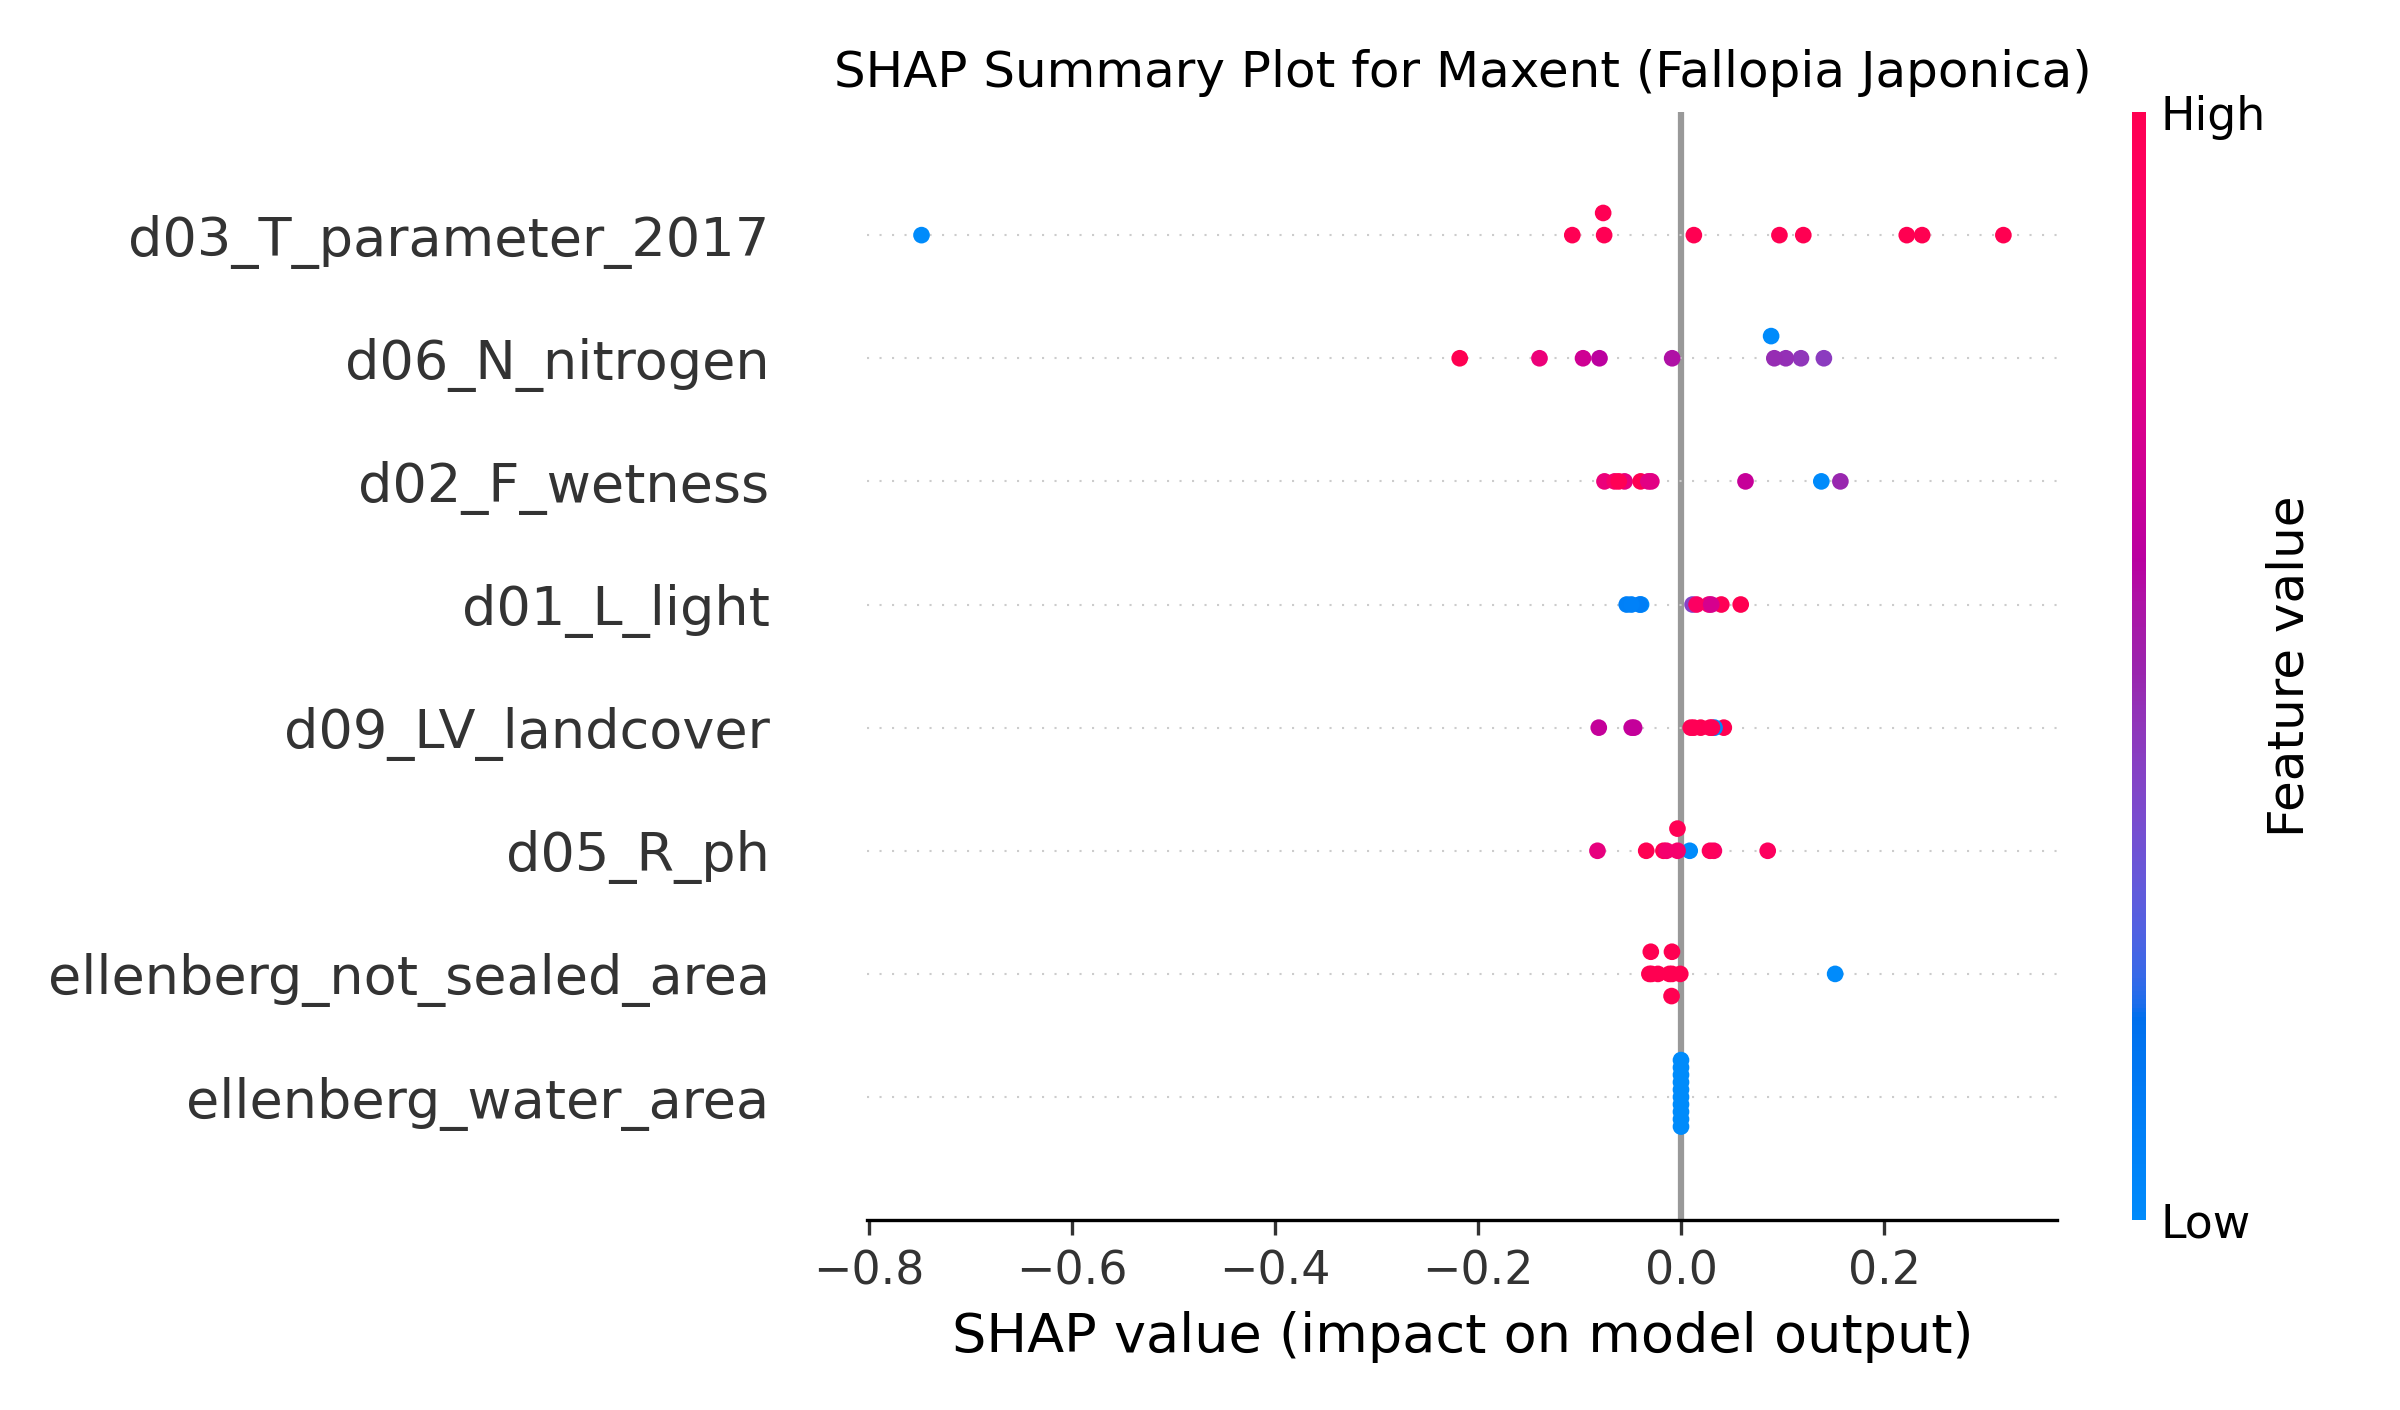 SHAP Summary Plot for Maxent (Fallopia Japonica)
High
d03_T_parameter_2017
d06_N_nitrogen
d02_F_wetness
d01_L_light
d09_LV_landcover
d05_R_ph
ellenberg_not_sealed_area
ellenberg_water_area
Feature value
Low
−0.8 −0.6 −0.4 −0.2 0.0 0.2
SHAP value (impact on model output)